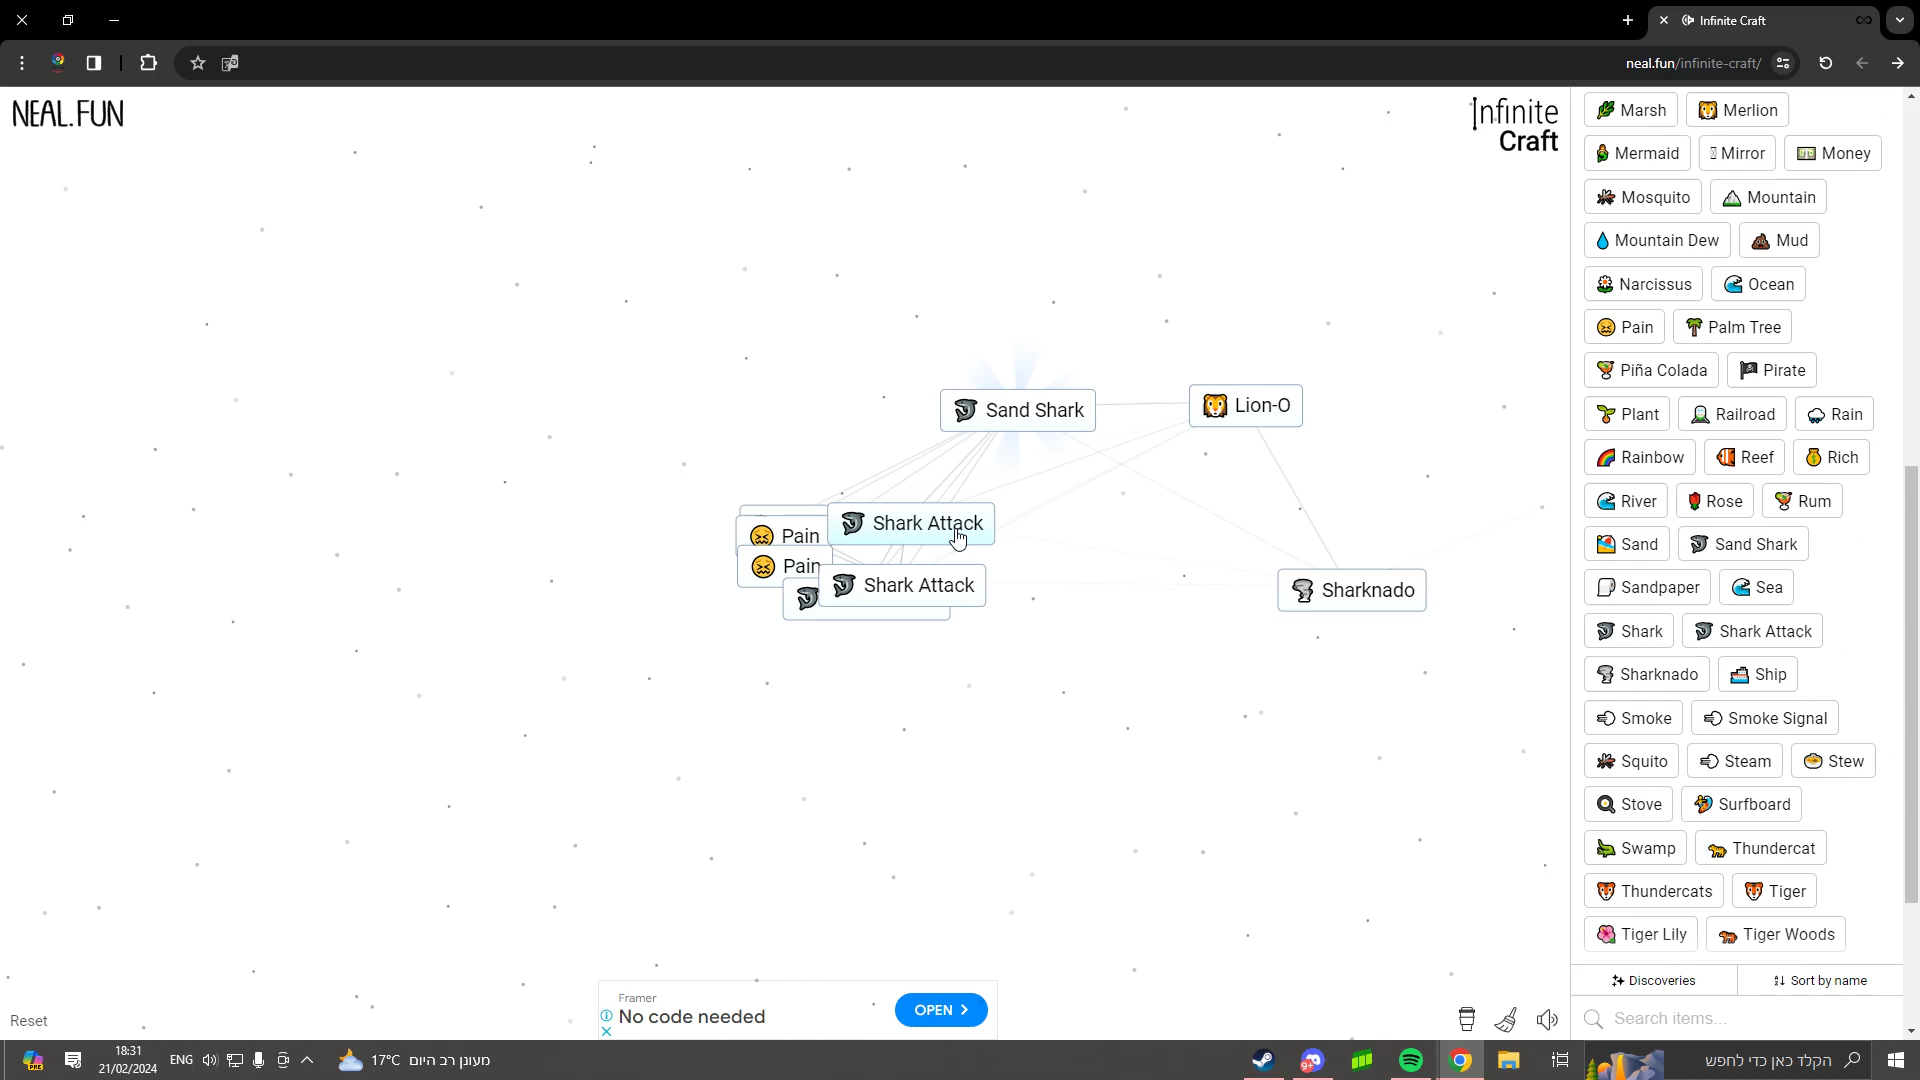 Infinite Craft
neal.fun/infinite-craft/
NEAL.FUN
Infinite
Craft
Marsh
Merlion
Mermaid
Mirror
Money
Mosquito
Mountain
Mountain Dew
Mud
Narcissus
Ocean
Pain
Palm Tree
Piña Colada
Pirate
Plant
Railroad
Rain
Rainbow
Reef
Rich
River
Rose
Rum
Sand
Sand Shark
Sandpaper
Sea
Shark
Shark Attack
Sharknado
Ship
Smoke
Smoke Signal
Squito
Steam
Stew
Stove
Surfboard
Swamp
Thundercat
Thundercats
Tiger
Tiger Lily
Tiger Woods
Discoveries
Sort by name
Search items...
Sand Shark
Lion-O
Shark Attack
Pain
Pain
Shark Attack
Sharknado
Framer
No code needed
OPEN
Reset
18:31
21/02/2024
ENG
17°C
מעונן רב היום
9+
הקלד כאן כדי לחפש